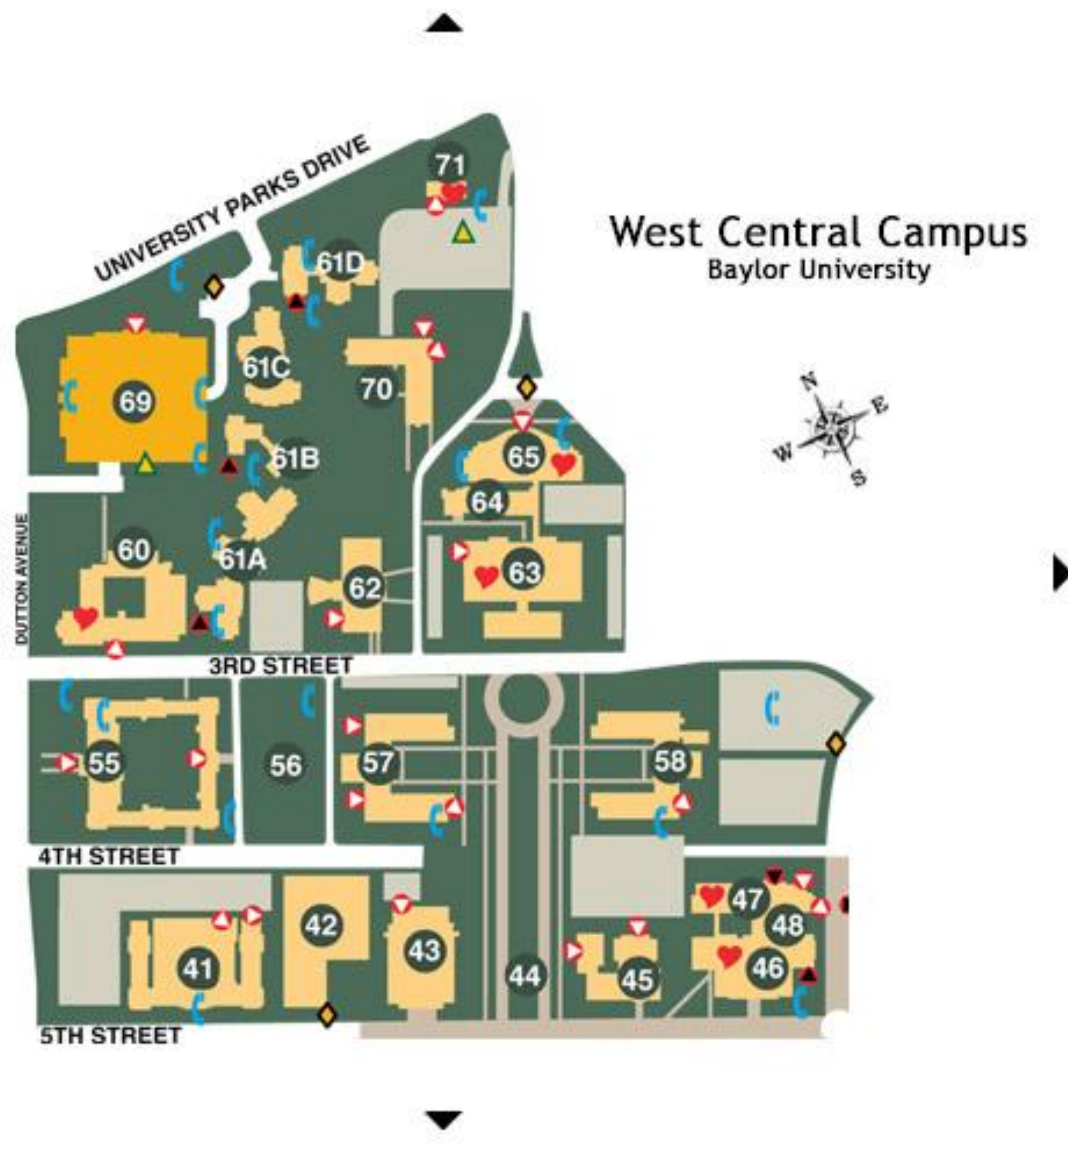 71
UNIVERSITY PARKS DRIVE
West Central Campus
Baylor University
61D
61C
70
69
N
E
W
S
65
61B
64
DUTTON AVENUE
60
61A
62
63
3RD STREET
55
56
57
58
4TH STREET
47
42
48
43
41
44
45
46
5TH STREET